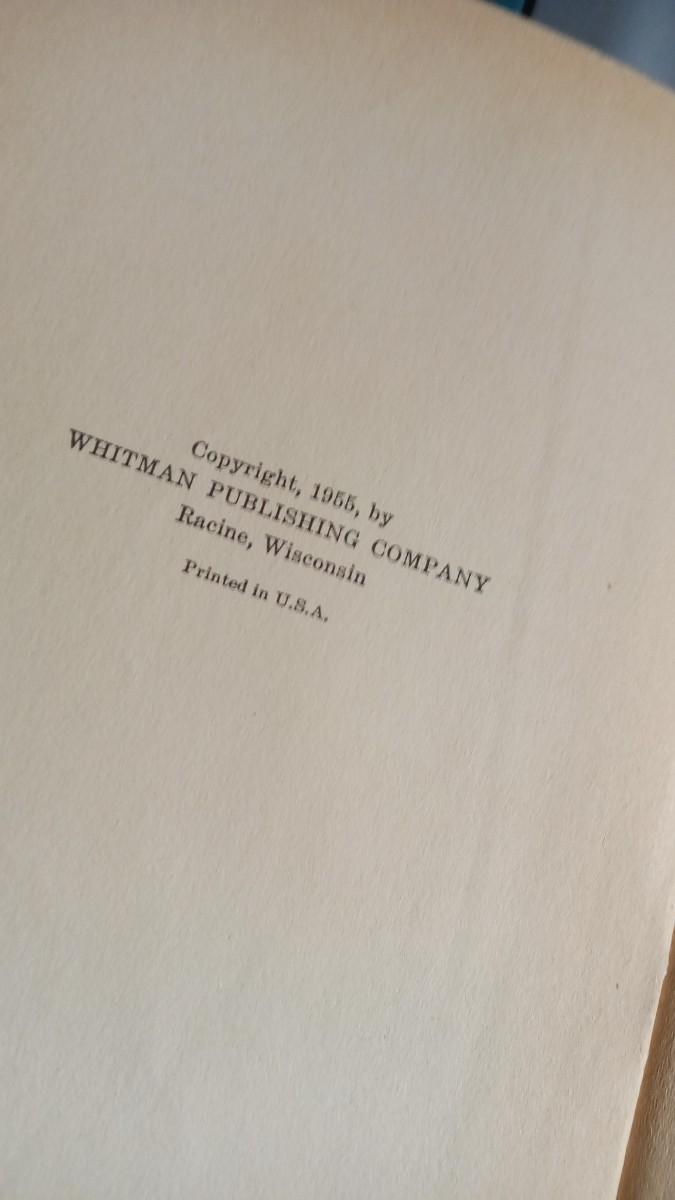 Copyright, 1955, by
WHITMAN PUBLISHING COMPANY
Racine, Wisconsin
Printed in U.S.A.